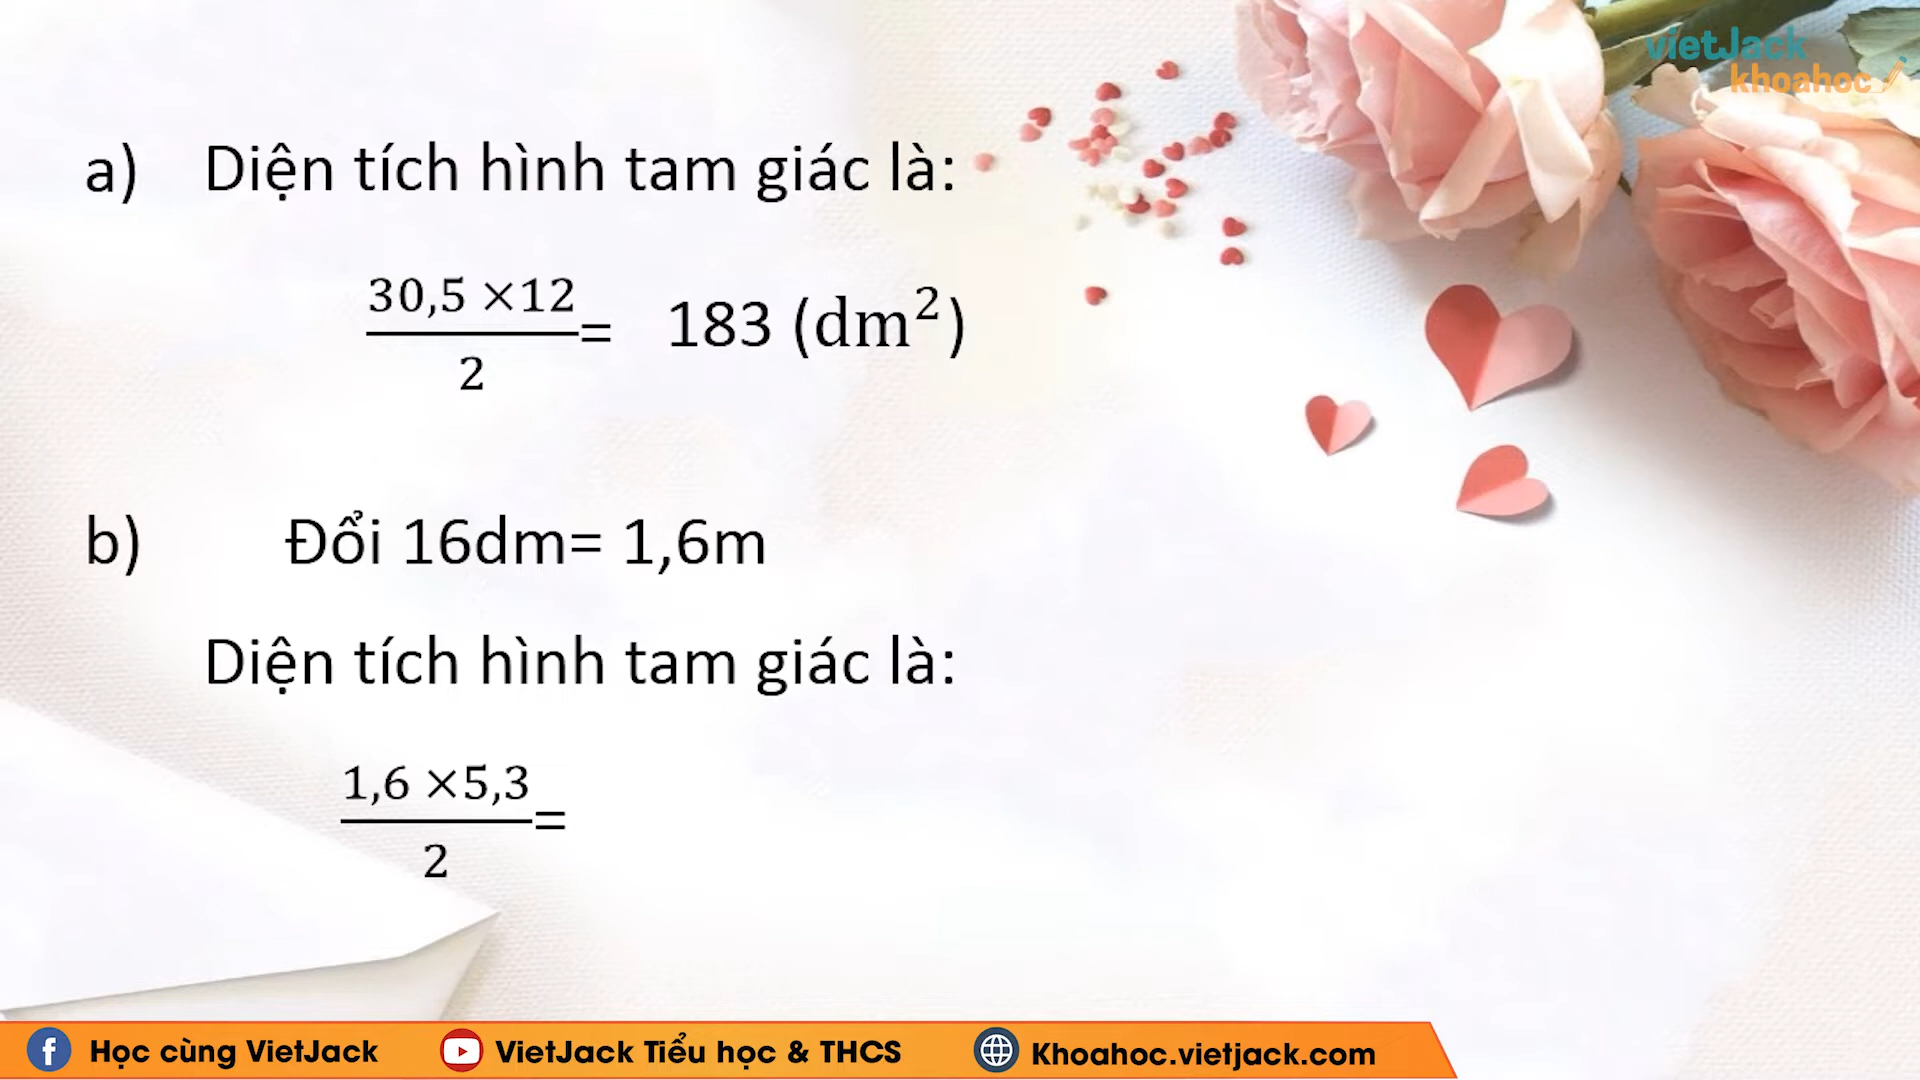 vietJack
khoahoc
a) Diện tích hình tam giác là:
30,5 ×12
2
= 183 (dm²)
b) Đổi 16dm= 1,6m
Diện tích hình tam giác là:
1,6 ×5,3
2
=
Học cùng VietJack
VietJack Tiểu học & THCS
Khoahoc.vietjack.com